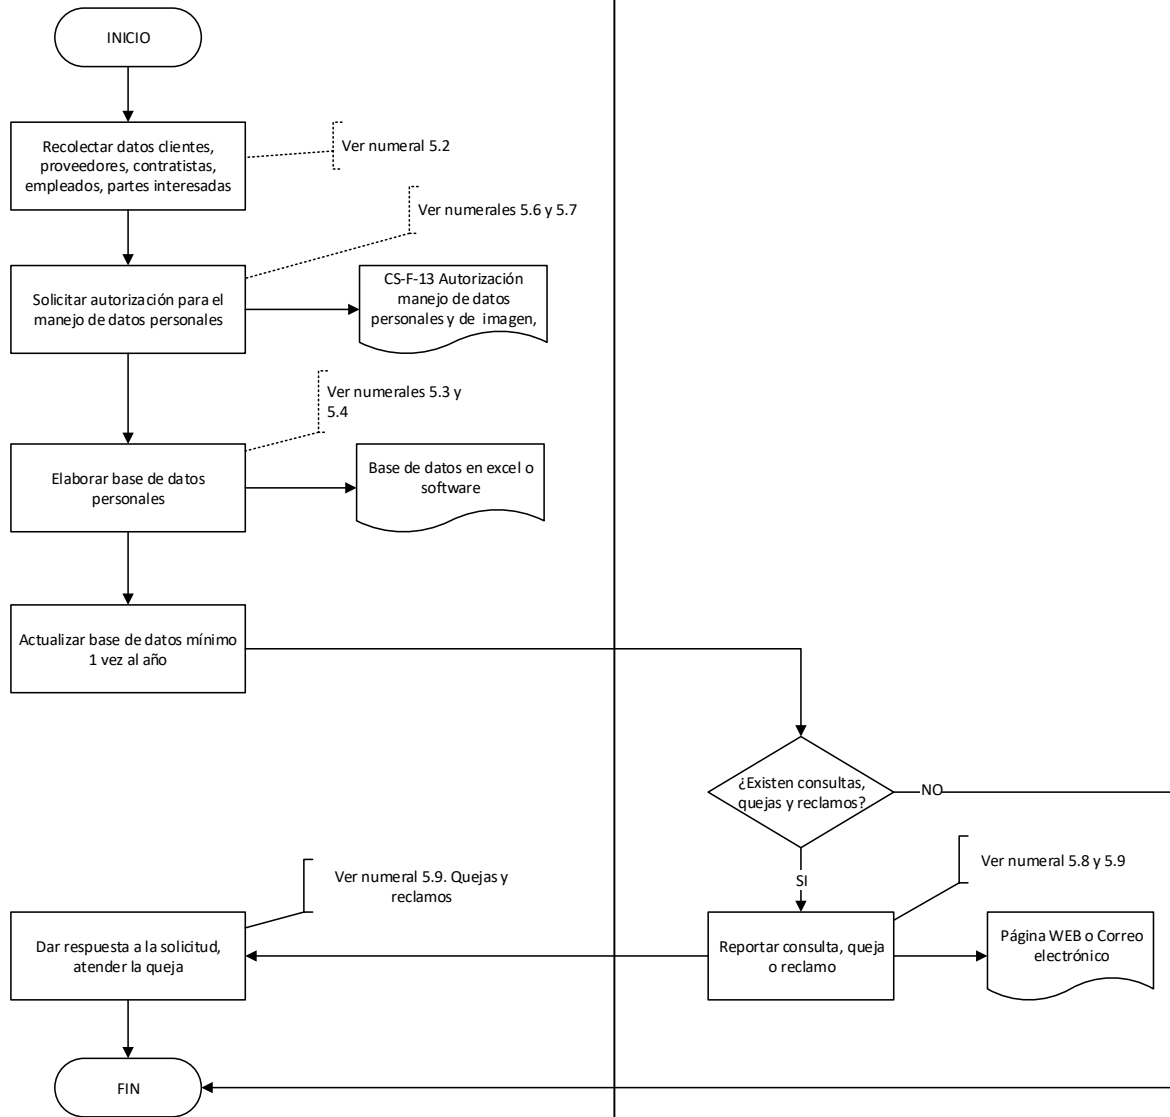 INICIO
Recolectar datos clientes,
proveedores, contratistas,
empleados, partes interesadas
Ver numeral 5.2
Ver numerales 5.6 y 5.7
Solicitar autorización para el
manejo de datos personales
CS-F-13 Autorización
manejo de datos
personales y de imagen,
Ver numerales 5.3 y
5.4
Elaborar base de datos
personales
Base de datos en excel o
software
Actualizar base de datos mínimo
1 vez al año
¿Existen consultas,
quejas y reclamos?
NO
SI
Ver numeral 5.8 y 5.9
Reportar consulta, queja
o reclamo
Página WEB o Correo
electrónico
Ver numeral 5.9. Quejas y
reclamos
Dar respuesta a la solicitud,
atender la queja
FIN